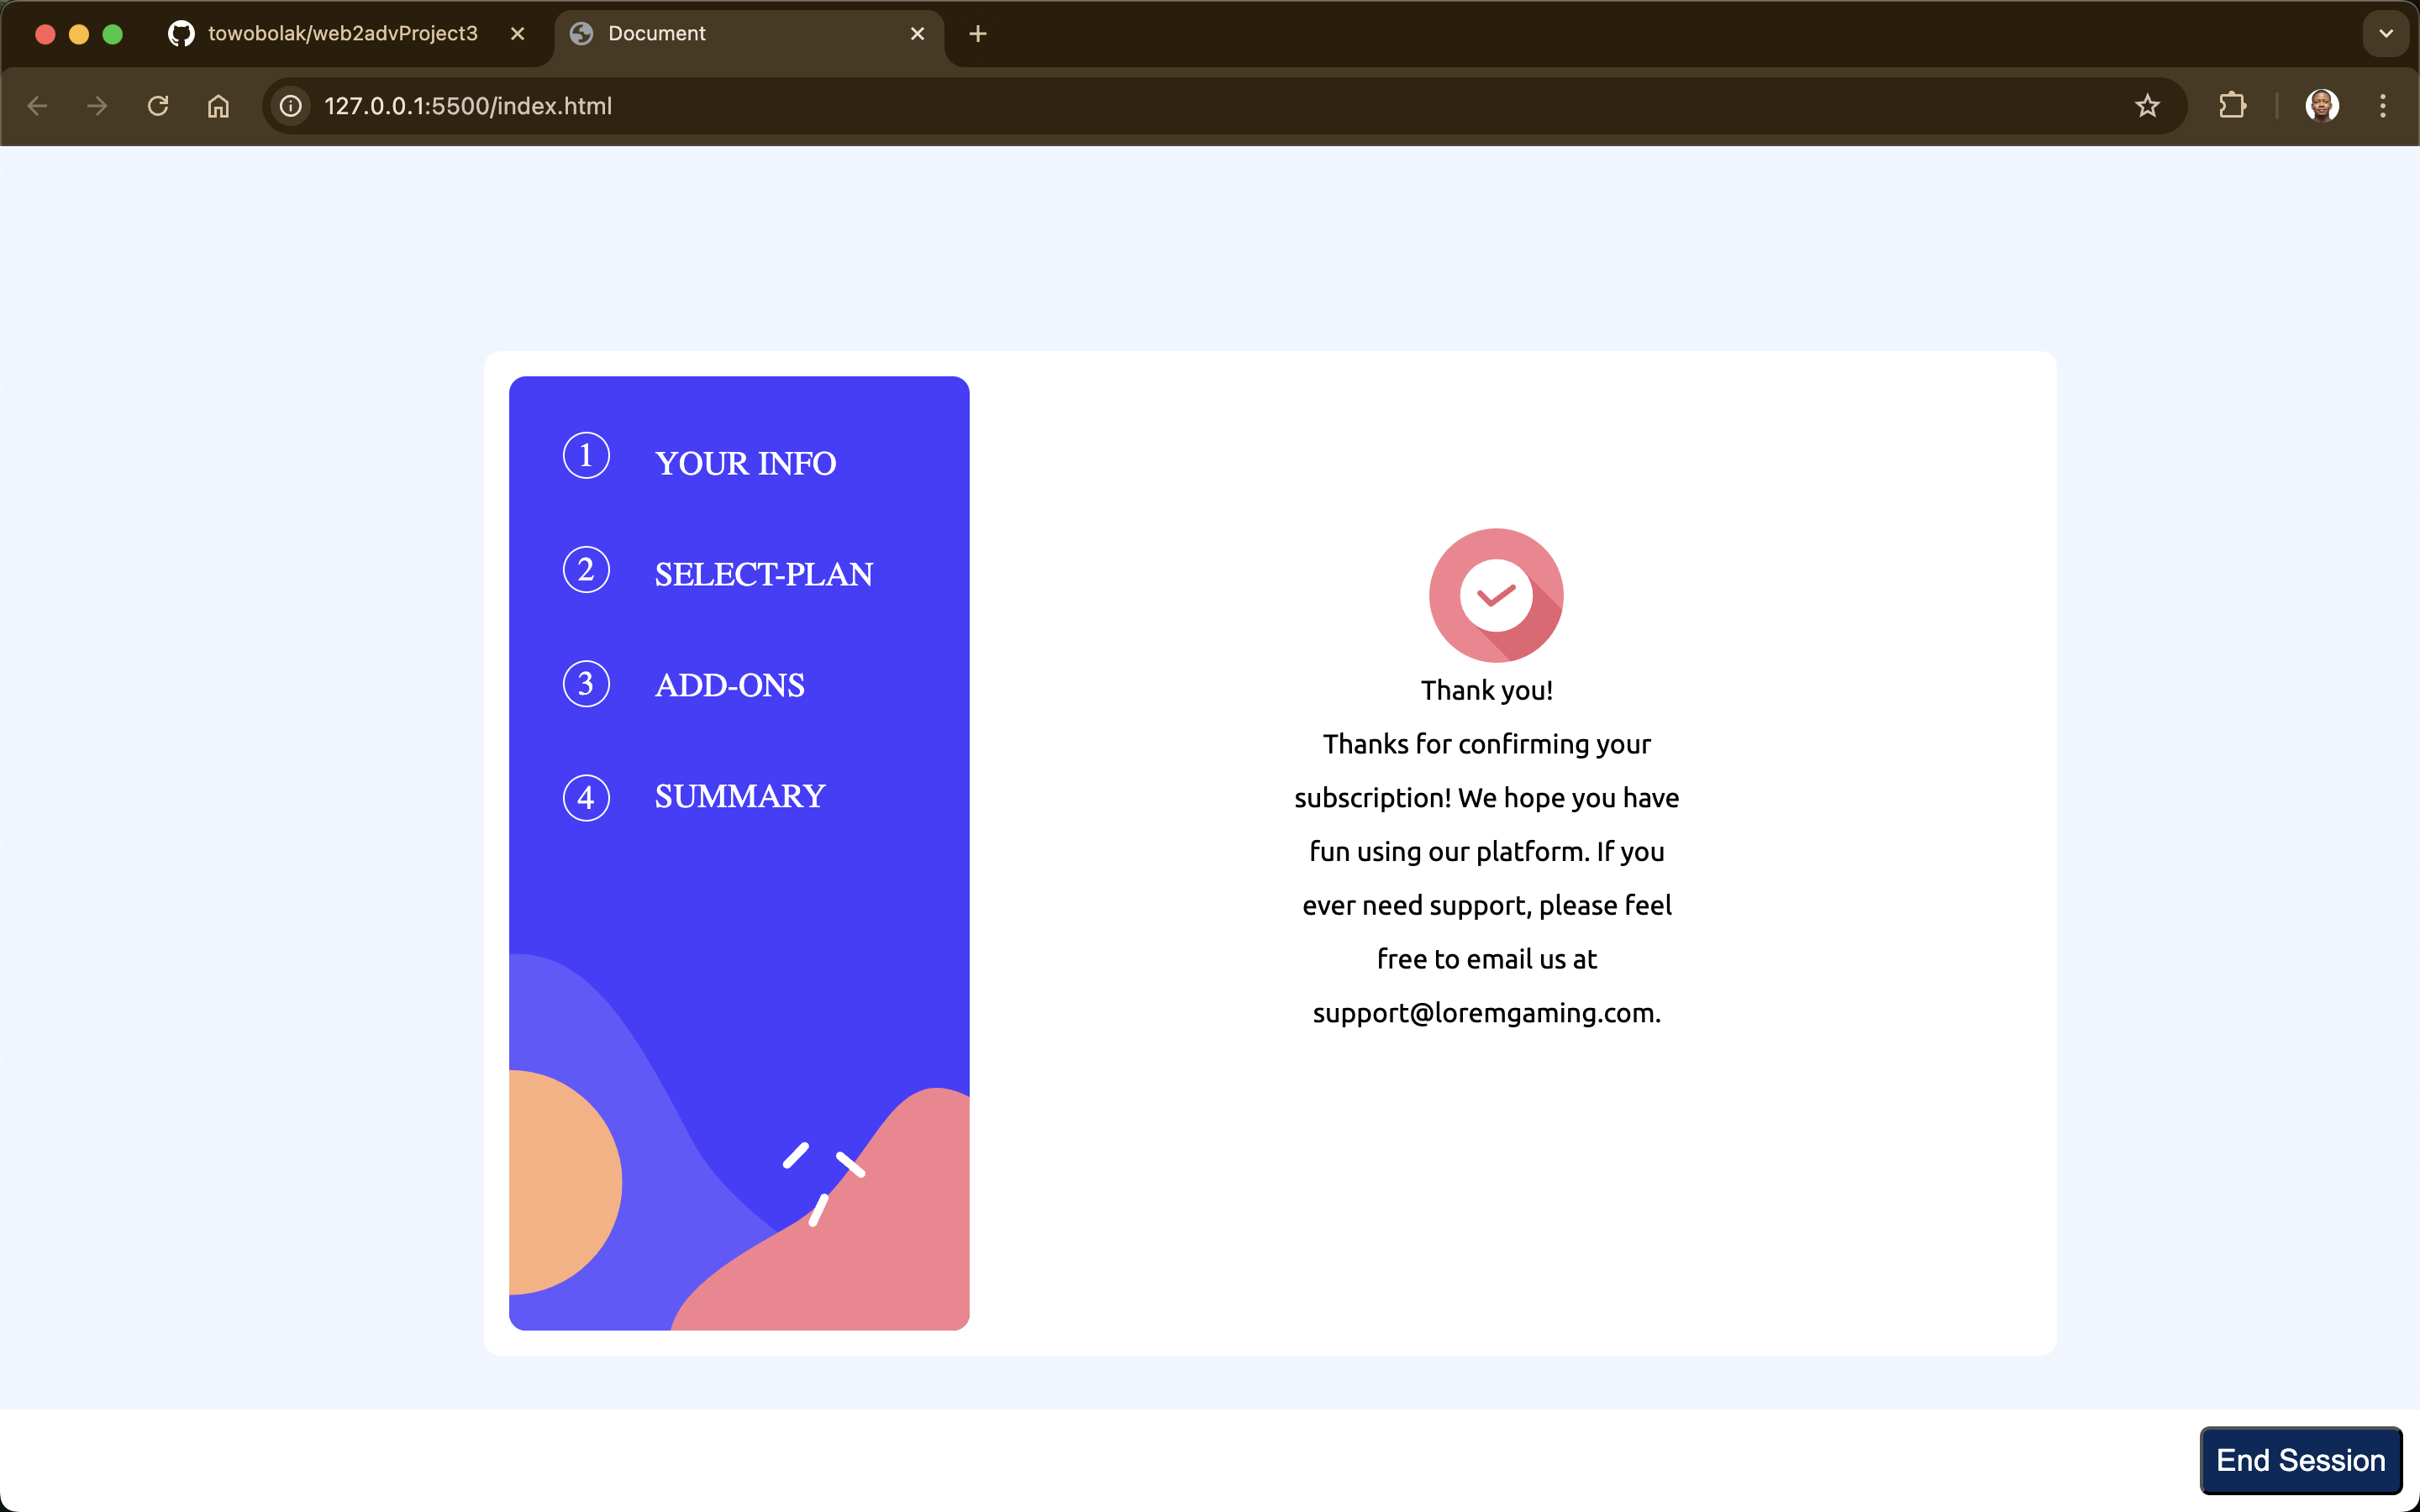 towobolak/web2advProject3
Document
127.0.0.1:5500/index.html
1 YOUR INFO
2 SELECT-PLAN
3 ADD-ONS
4 SUMMARY
Thank you!
Thanks for confirming your
subscription! We hope you have
fun using our platform. If you
ever need support, please feel
free to email us at
support@loremgaming.com.
End Session